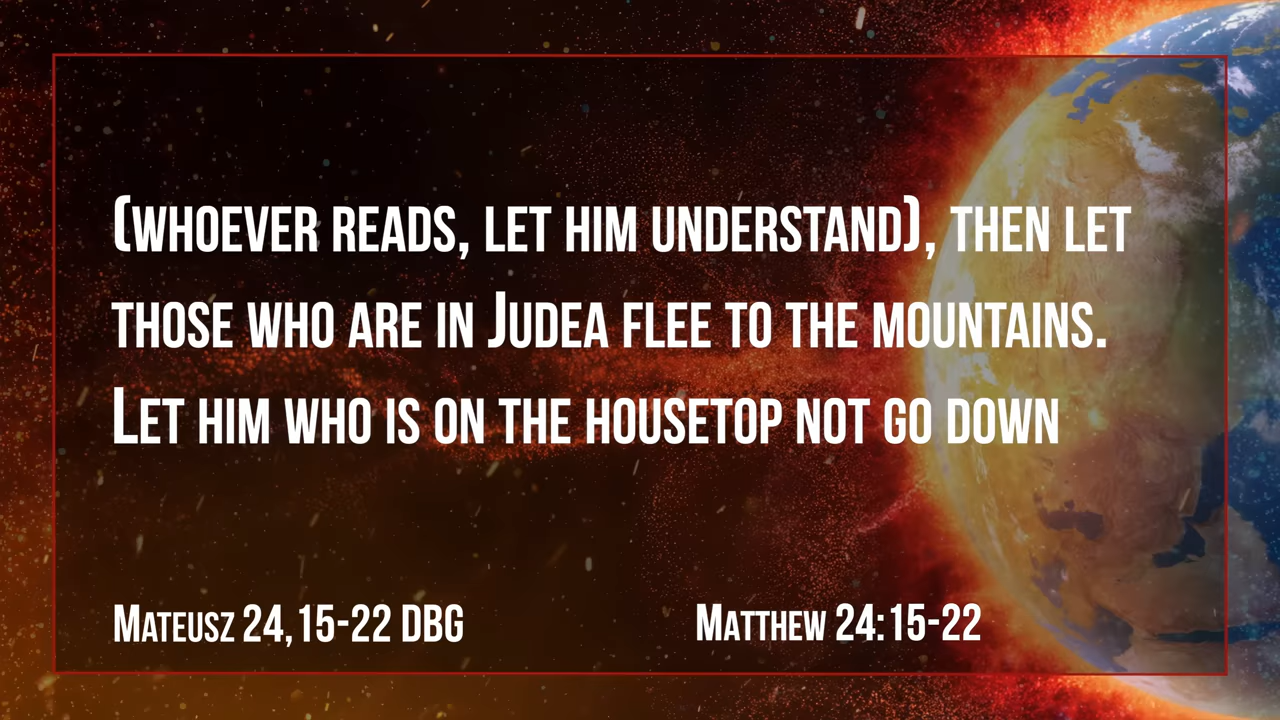 (whoever reads, let him understand), then let
those who are in Judea flee to the mountains.
Let him who is on the housetop not go down
Mateusz 24,15-22 DBG
Matthew 24:15-22